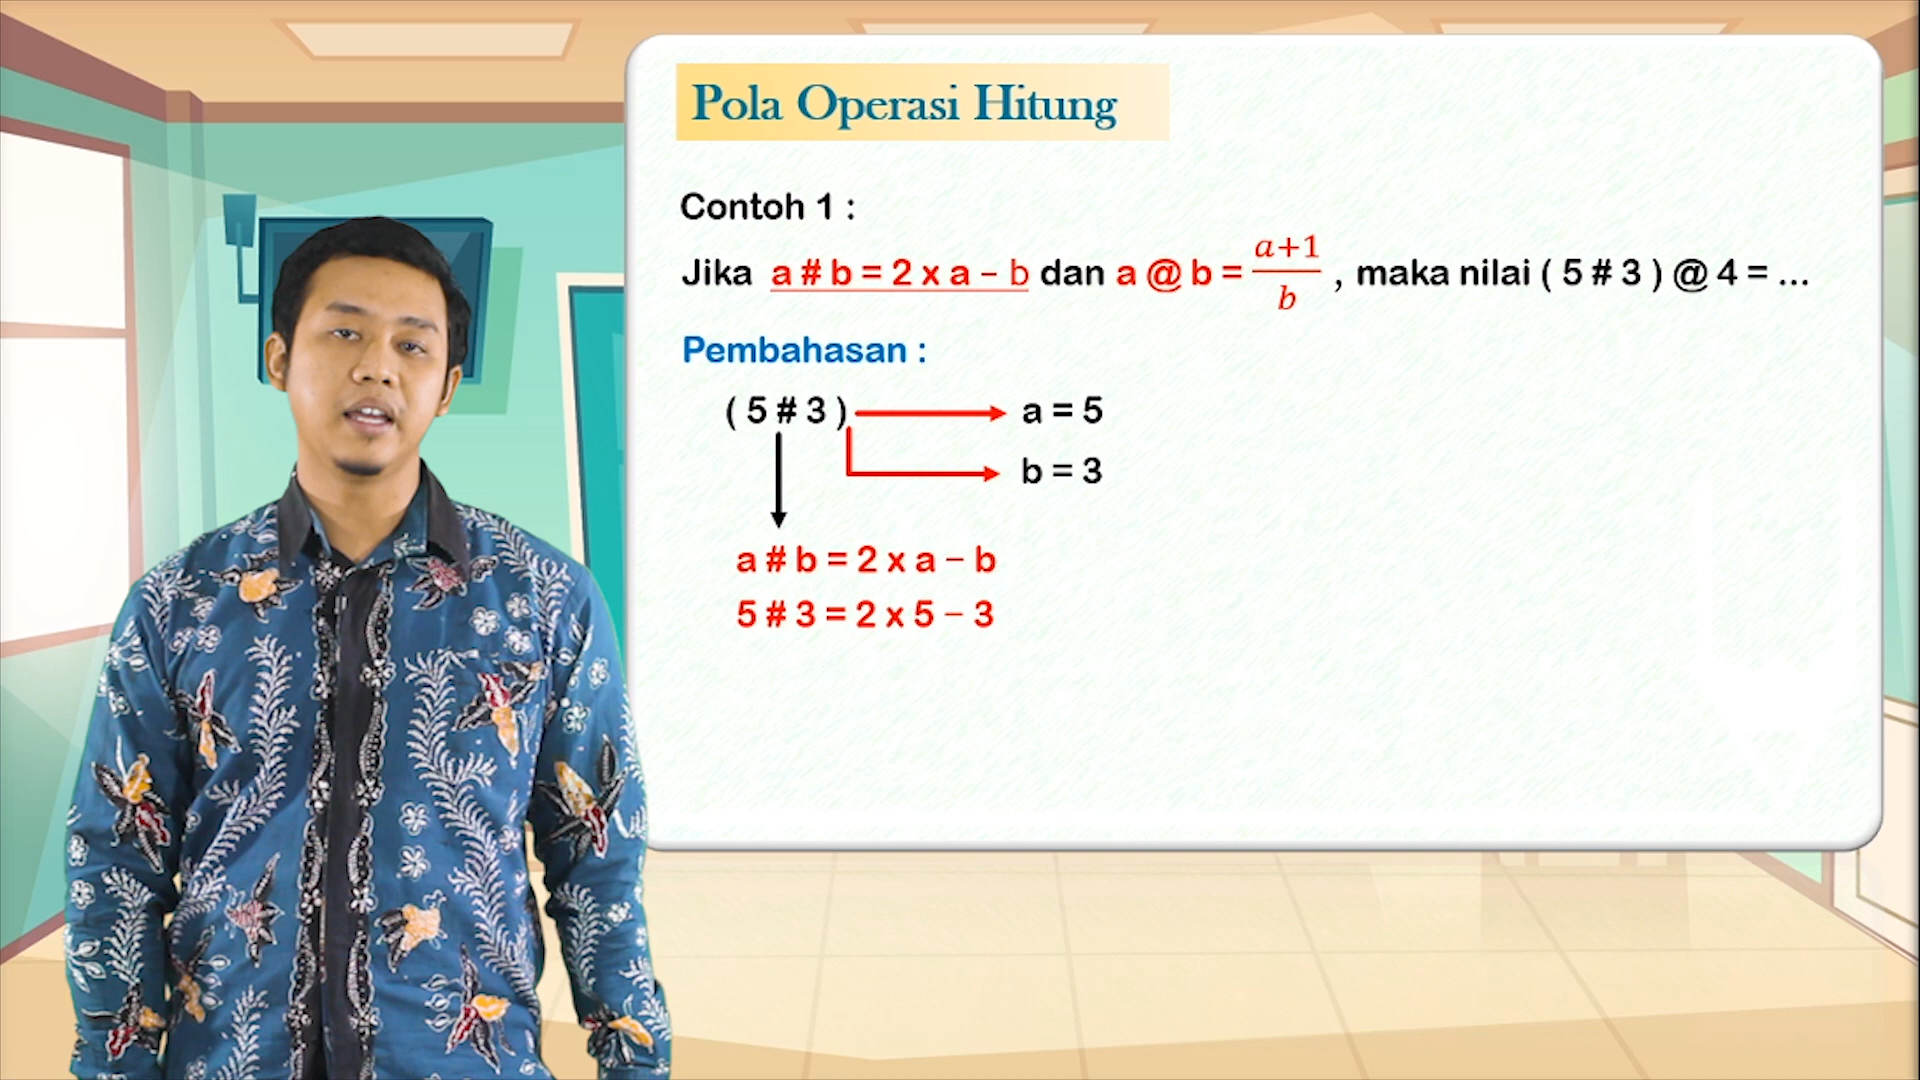 Pola Operasi Hitung
Contoh 1 :
Jika a # b = 2 x a – b dan a @ b = \frac{a+1}{b} , maka nilai ( 5 # 3 ) @ 4 = ...
Pembahasan :
( 5 # 3 ) a = 5
b = 3
a # b = 2 x a – b
5 # 3 = 2 x 5 – 3